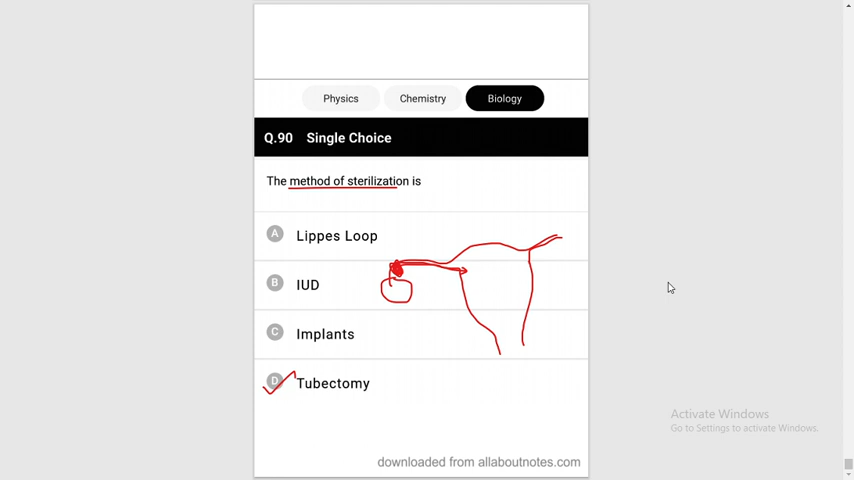 Physics Chemistry Biology
Q.90 Single Choice
The method of sterilization is
A Lippes Loop
B IUD
C Implants
D Tubectomy
Activate Windows
Go to Settings to activate Windows.
downloaded from allaboutnotes.com